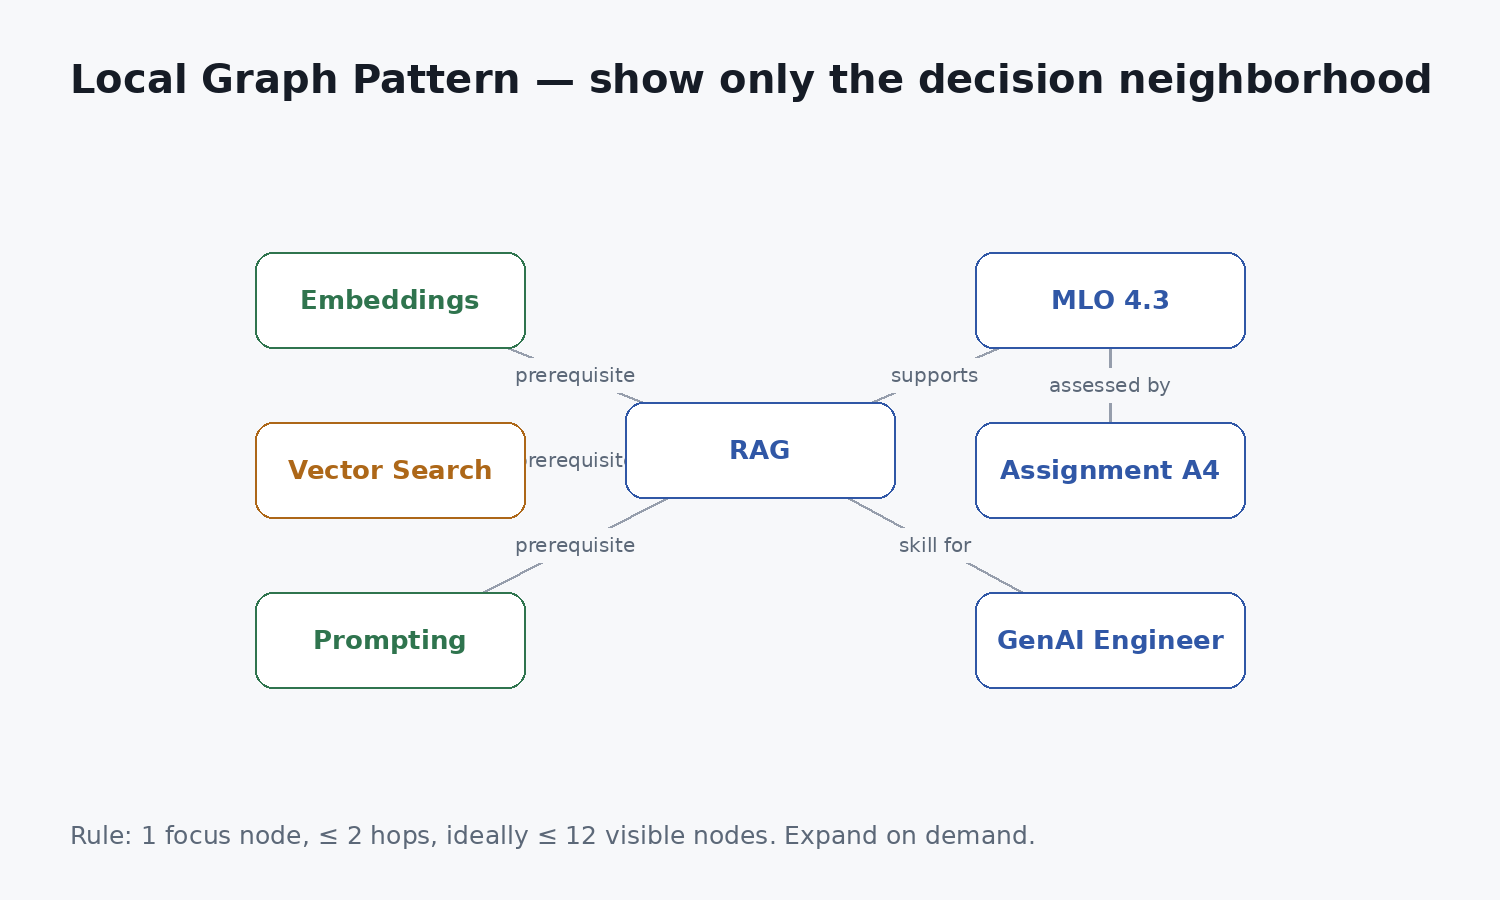 Local Graph Pattern — show only the decision neighborhood
Embeddings
MLO 4.3
prerequisite
supports
assessed by
RAG
Vector Search
rerequisit
Assignment A4
prerequisite
skill for
Prompting
GenAI Engineer
Rule: 1 focus node, ≤ 2 hops, ideally ≤ 12 visible nodes. Expand on demand.